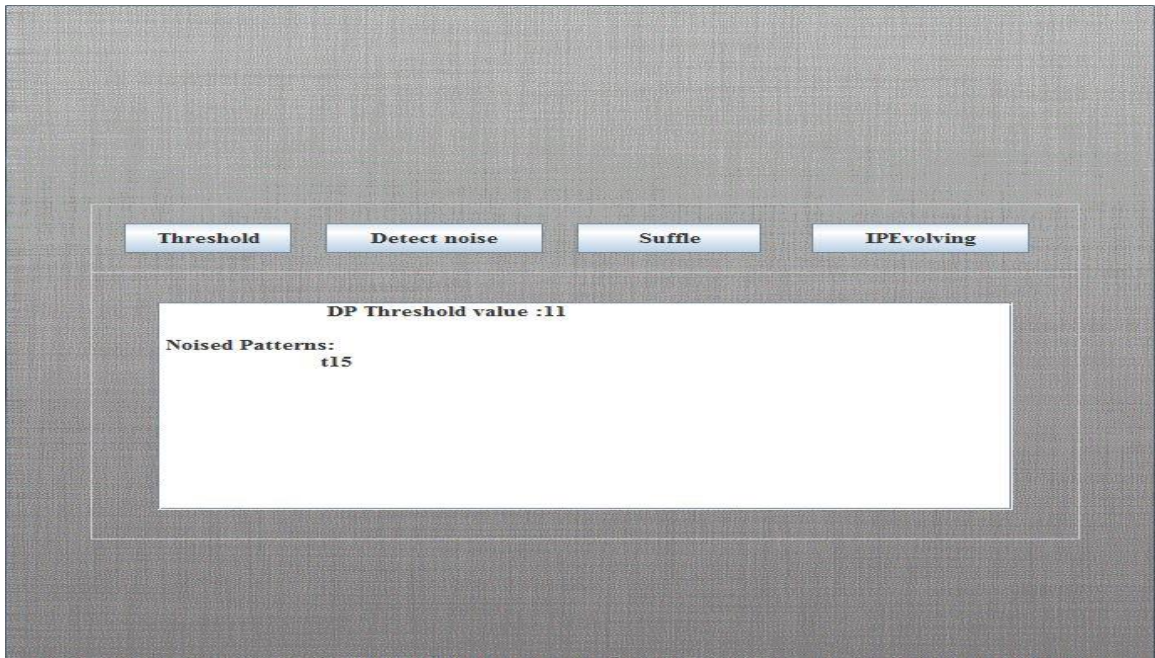 Threshold Detect noise Suffle IPEvolving
DP Threshold value :11
Noised Patterns:
t15